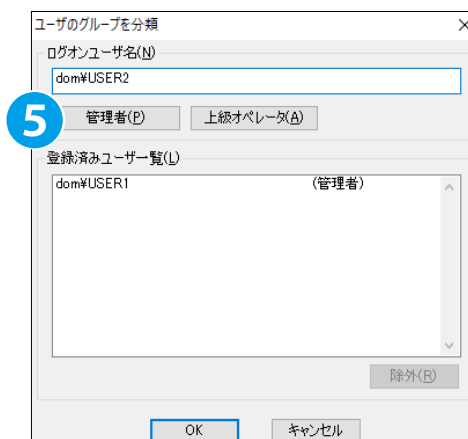 ユーザのグループを分類
ログオンユーザ名(N)
dom¥USER2
5 管理者(P) 上級オペレータ(A)
登録済みユーザー覧(L)
dom¥USER1 (管理者)
除外(R)
OK キャンセル